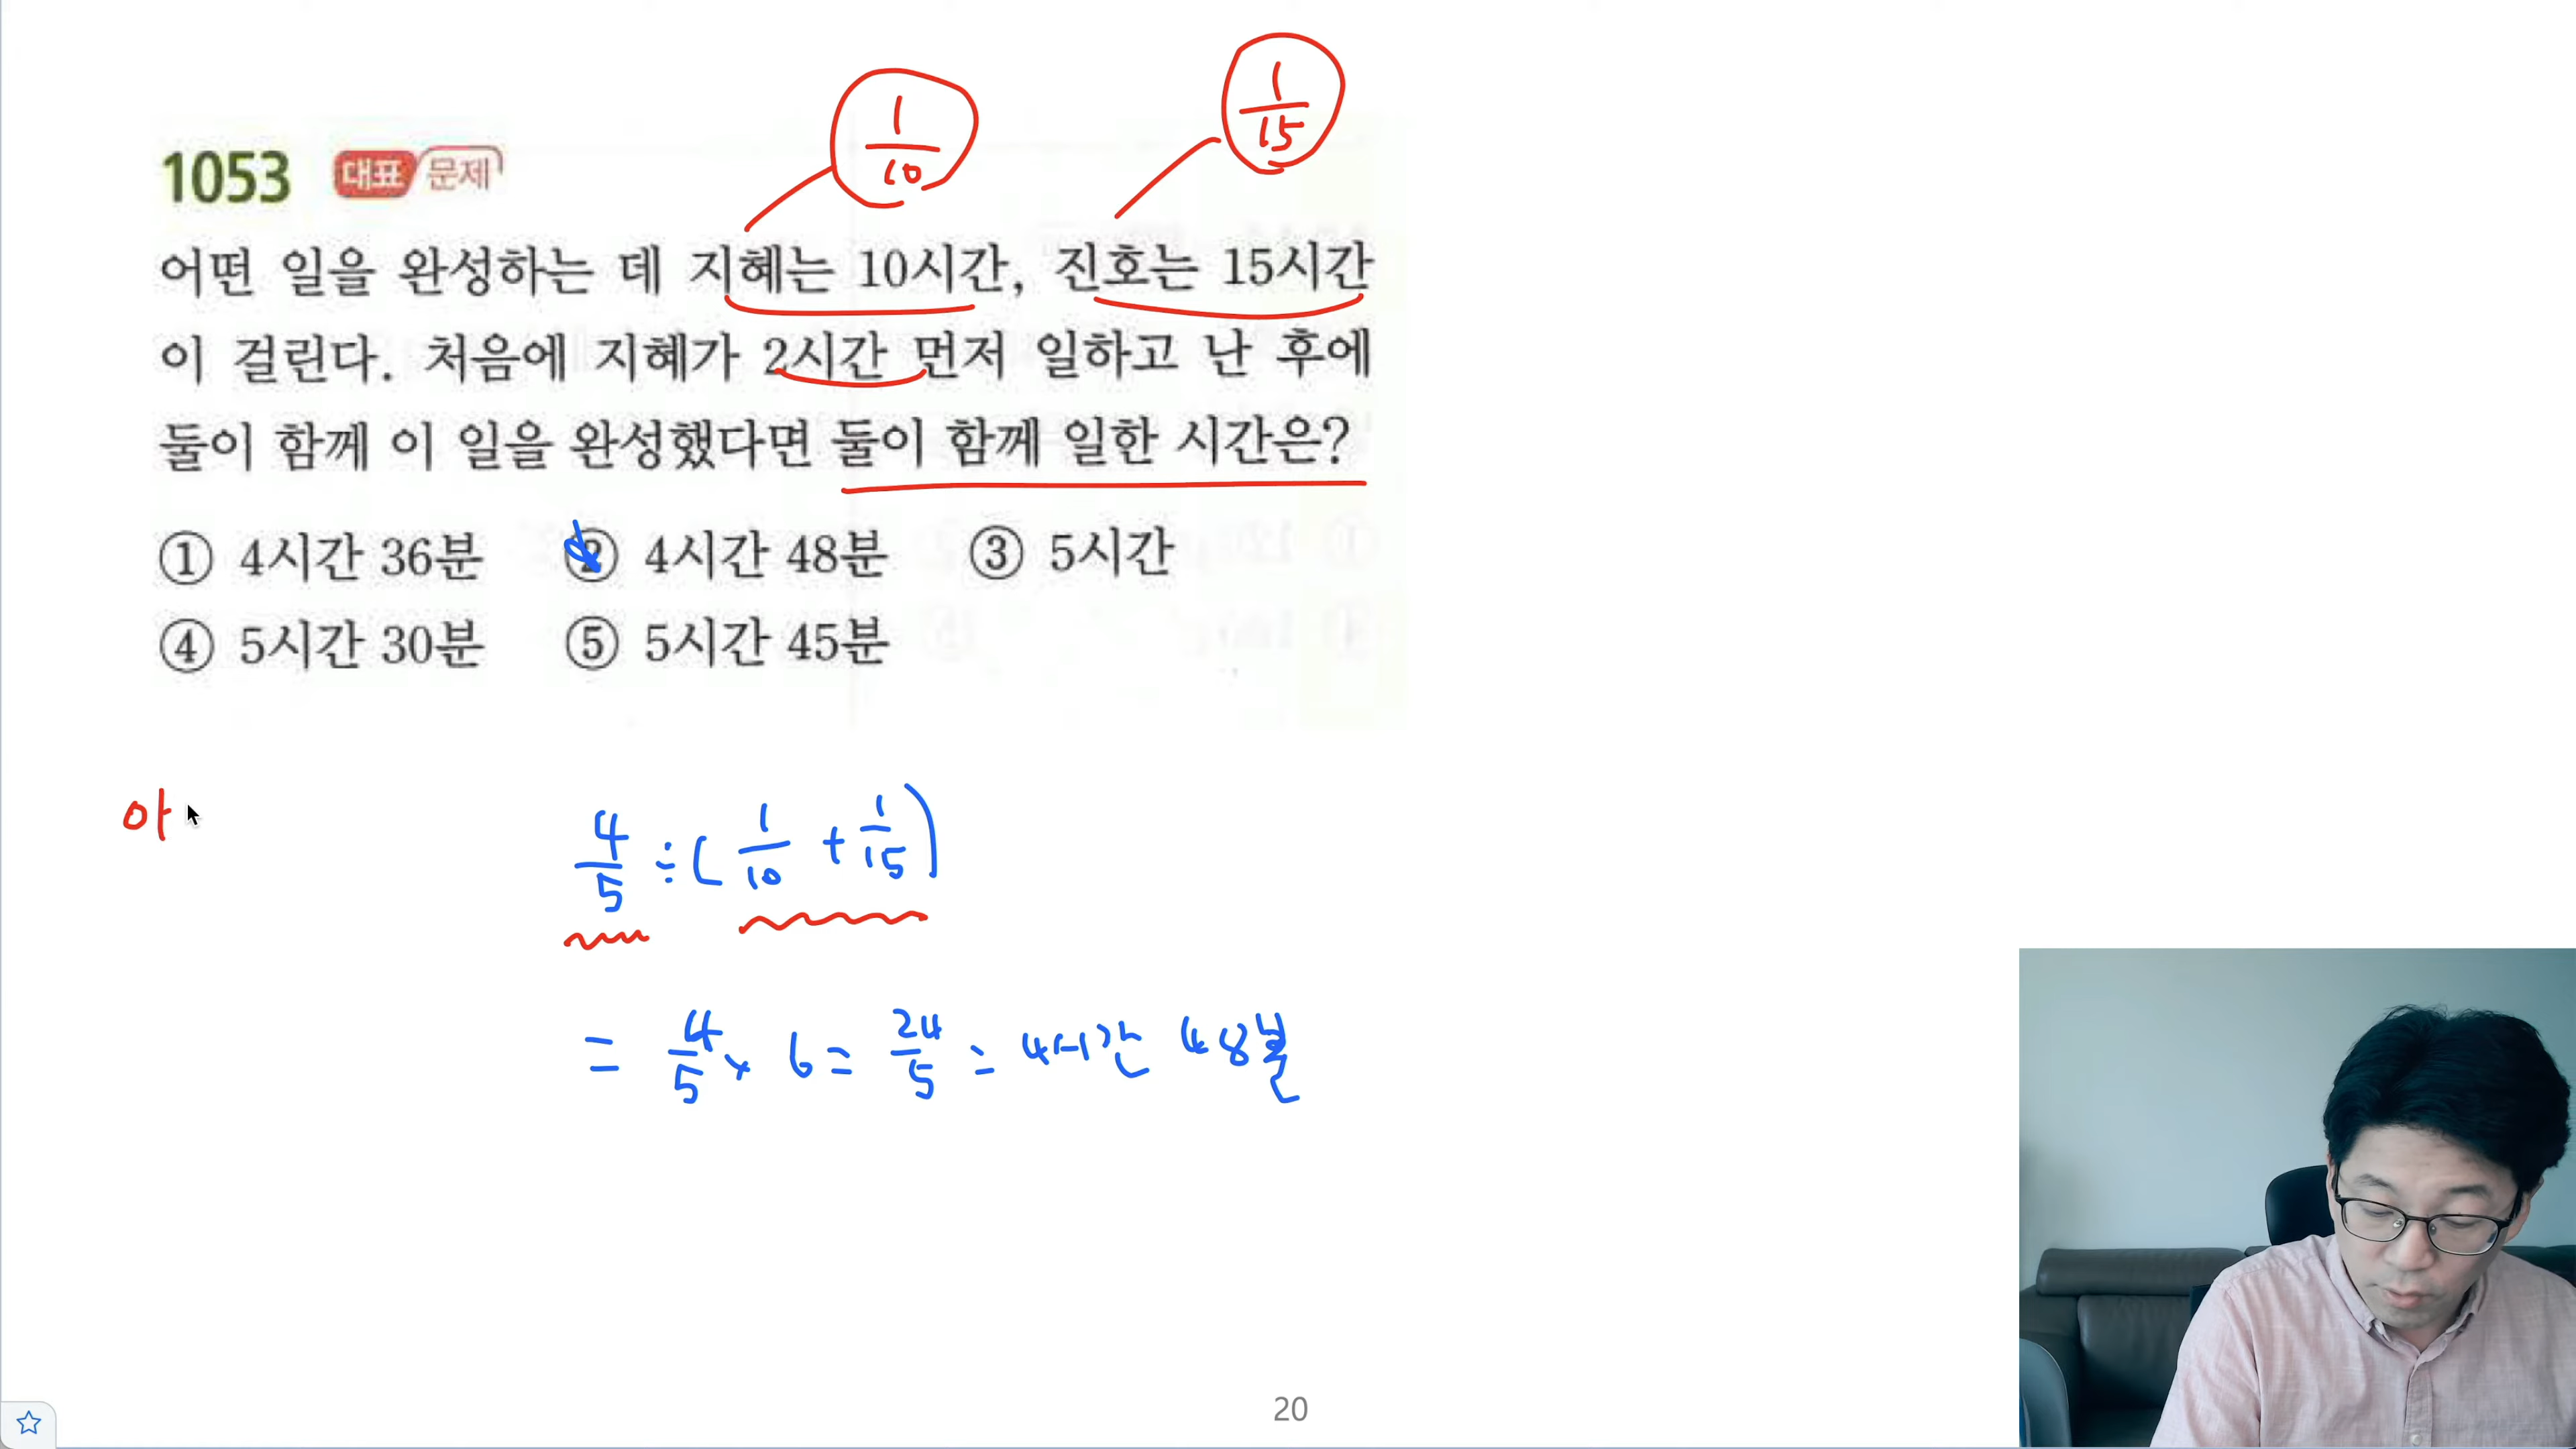 1/10
1/15
1053 대표 문제
어떤 일을 완성하는 데 지혜는 10시간, 진호는 15시간
이 걸린다. 처음에 지혜가 2시간 먼저 일하고 난 후에
둘이 함께 이 일을 완성했다면 둘이 함께 일한 시간은?
① 4시간 36분 ② 4시간 48분 ③ 5시간
④ 5시간 30분 ⑤ 5시간 45분
아
4/5 ÷ (1/10 + 1/15)
= 4/5 × 6 = 24/5 = 4시간 48분
20